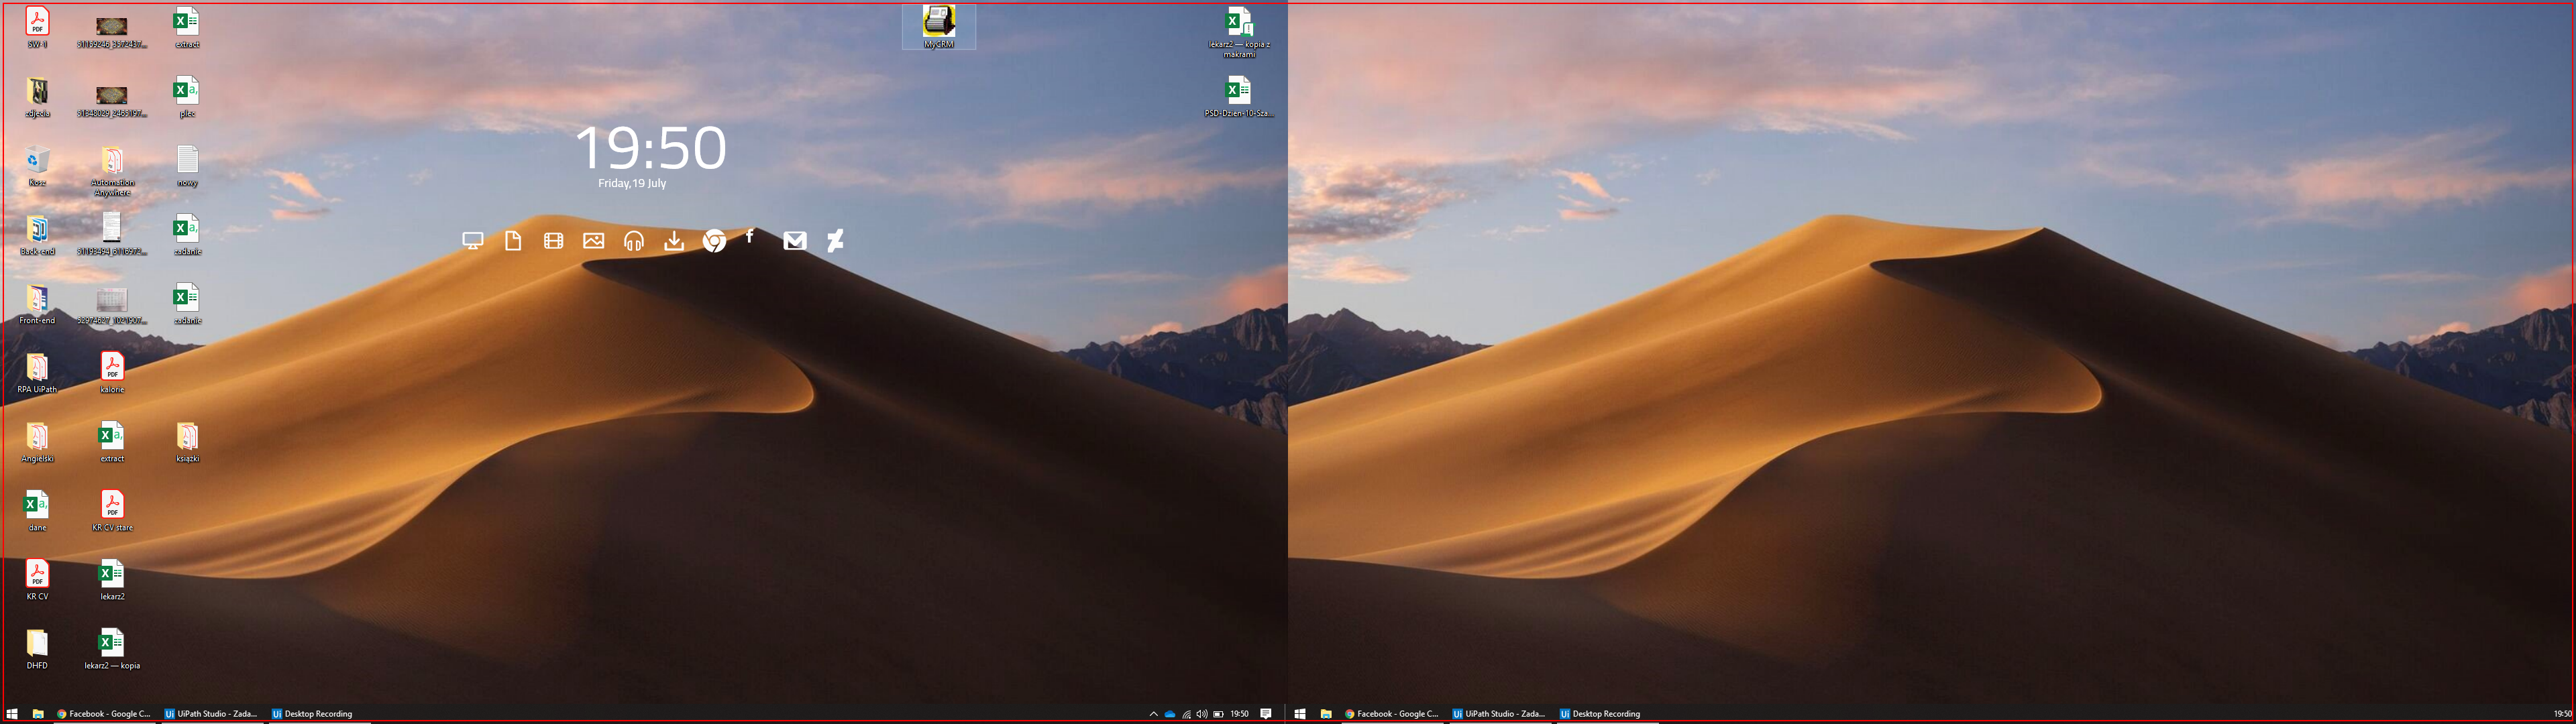 SW-1
extract
MyCRM
lekarz2 — kopia z
makrami
zdjecia
plec
PSD-Dzien-10-Sza...
19:50
Friday,19 July
Kosz
Automation
Anywhere
nowy
Back-end
zadanie
Front-end
zadanie
RPA UiPath
kalorie
Angielski
extract
książki
dane
KR CV stare
KR CV
lekarz2
DHFD
lekarz2 — kopia
Facebook - Google C...
UiPath Studio - Zada...
Desktop Recording
19:50
Facebook - Google C...
UiPath Studio - Zada...
Desktop Recording
19:50